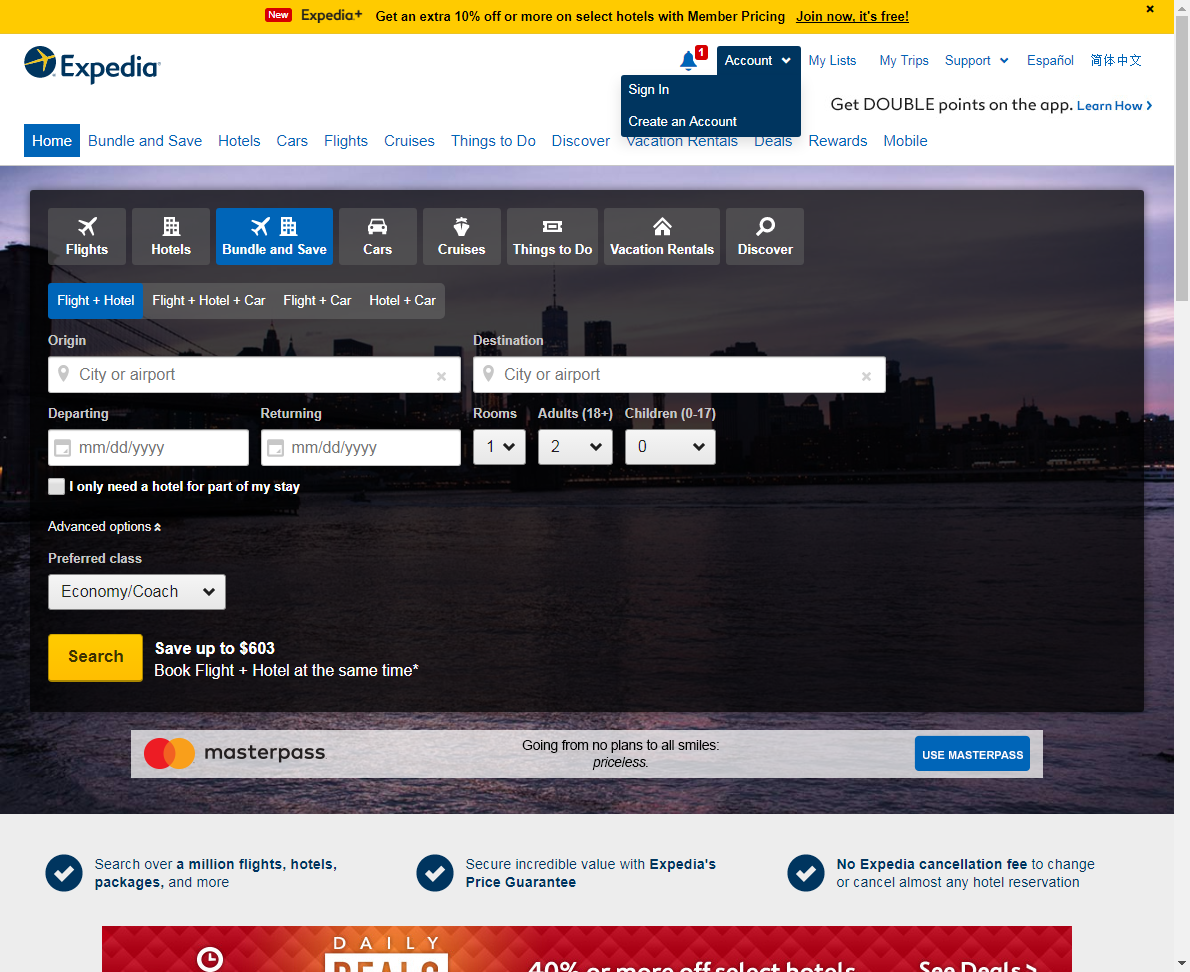 New Expedia+ Get an extra 10% off or more on select hotels with Member Pricing Join now, it's free!
Expedia
1
Account My Lists My Trips Support Español 简体中文
Sign In
Create an Account
Get DOUBLE points on the app. Learn How
Home Bundle and Save Hotels Cars Flights Cruises Things to Do Discover Vacation Rentals Deals Rewards Mobile
Flights Hotels Bundle and Save Cars Cruises Things to Do Vacation Rentals Discover
Flight + Hotel Flight + Hotel + Car Flight + Car Hotel + Car
Origin Destination
City or airport City or airport
Departing Returning Rooms Adults (18+) Children (0-17)
mm/dd/yyyy mm/dd/yyyy 1 2 0
I only need a hotel for part of my stay
Advanced options
Preferred class
Economy/Coach
Search
Save up to $603
Book Flight + Hotel at the same time*
masterpass
Going from no plans to all smiles:
priceless.
USE MASTERPASS
Search over a million flights, hotels,
packages, and more
Secure incredible value with Expedia's
Price Guarantee
No Expedia cancellation fee to change
or cancel almost any hotel reservation
DAILY
DEALS
40% or more off select hotels See Deals >